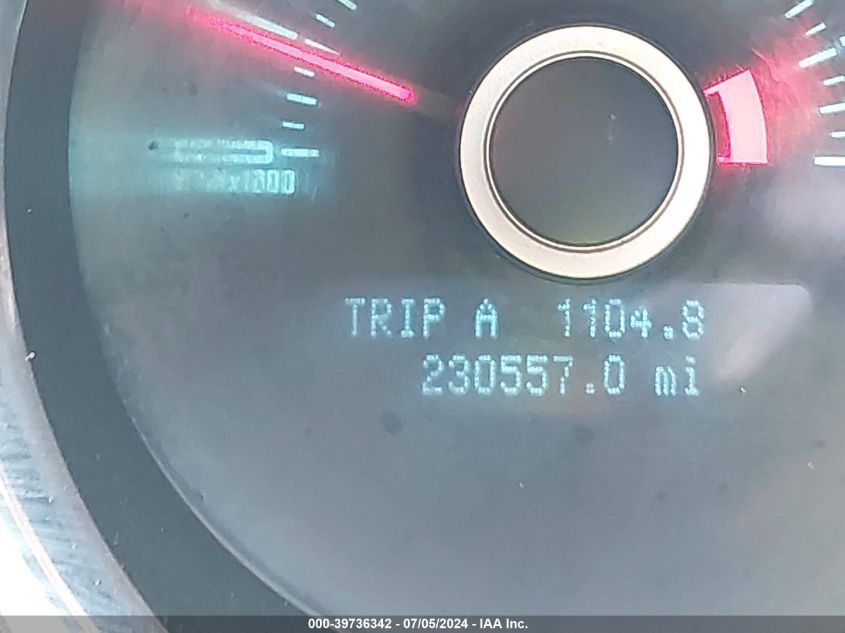 x1000
TRIP A 1104.8
230557.0 mi
000-39736342 - 07/05/2024 - IAA Inc.